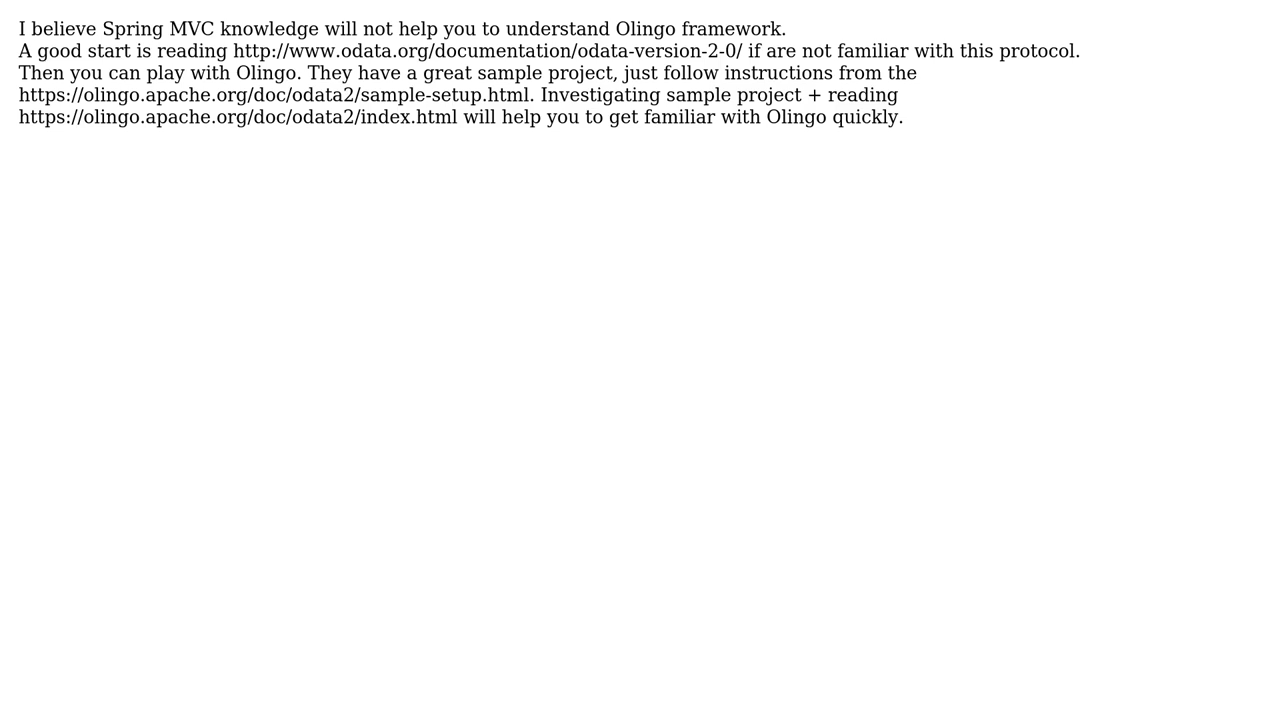 I believe Spring MVC knowledge will not help you to understand Olingo framework.
A good start is reading http://www.odata.org/documentation/odata-version-2-0/ if are not familiar with this protocol.
Then you can play with Olingo. They have a great sample project, just follow instructions from the
https://olingo.apache.org/doc/odata2/sample-setup.html. Investigating sample project + reading
https://olingo.apache.org/doc/odata2/index.html will help you to get familiar with Olingo quickly.